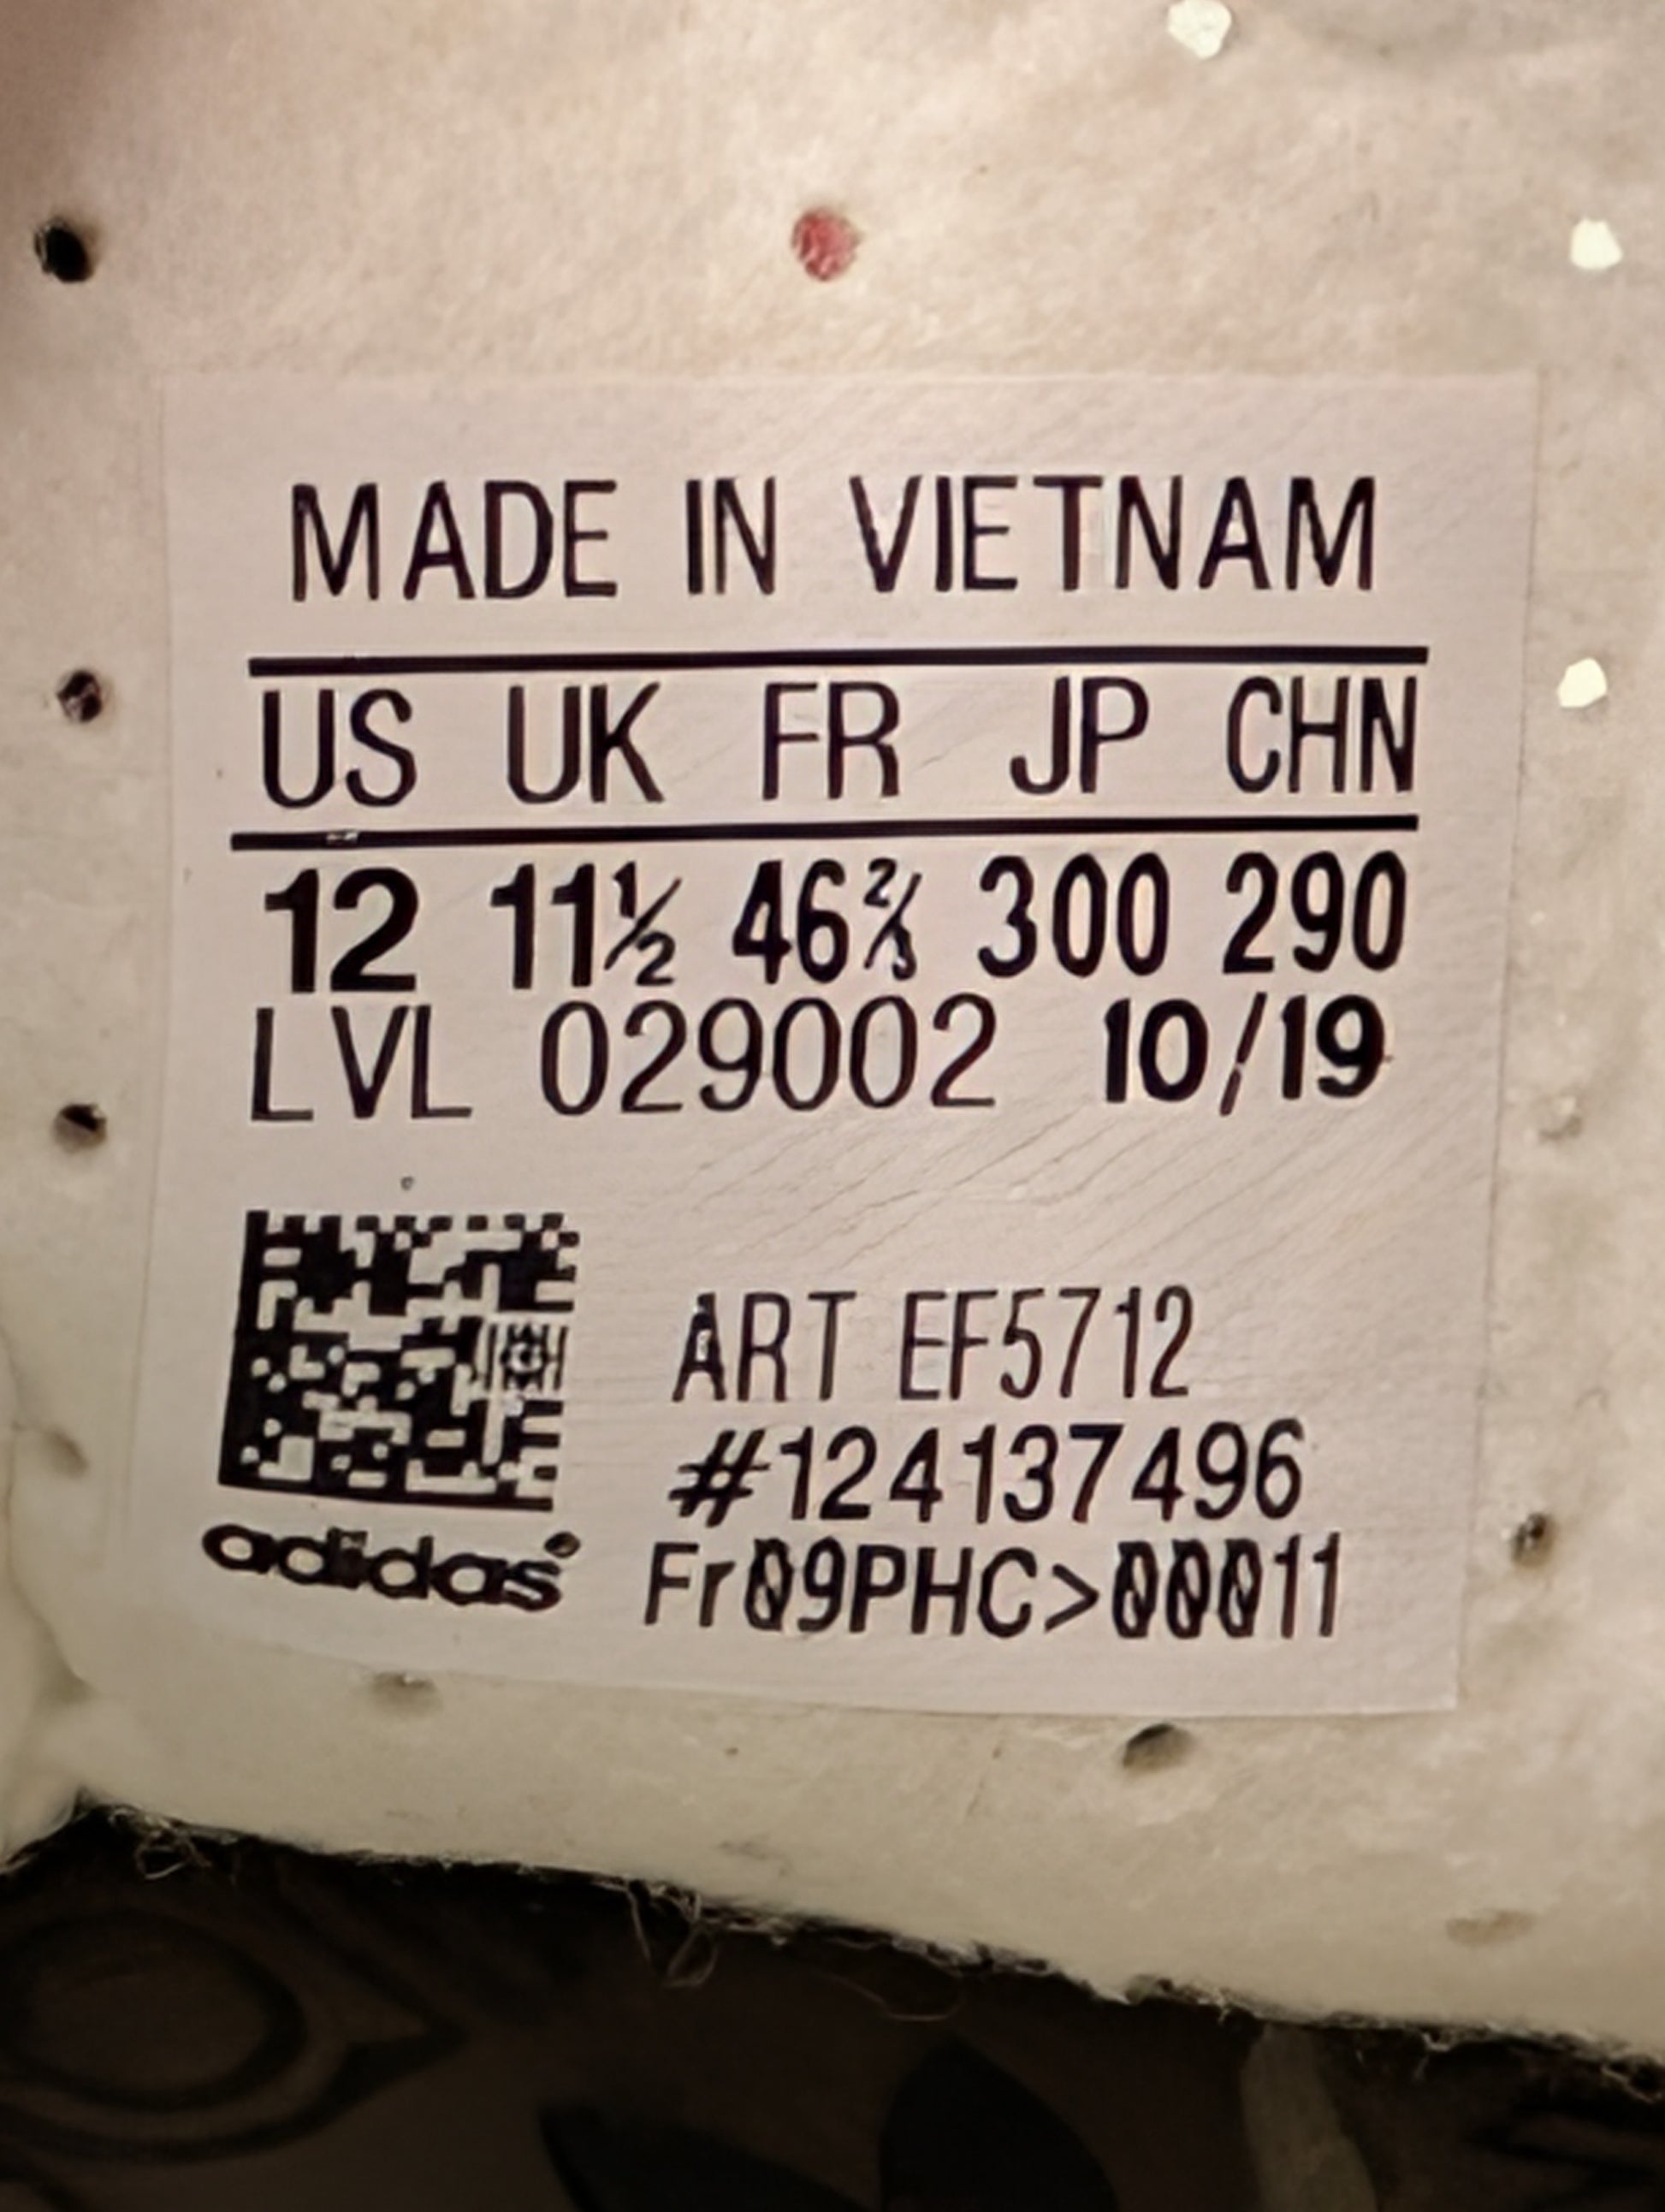 MADE IN VIETNAM
US UK FR JP CHN
12 11½ 46⅔ 300 290
LVL 029002 10/19
ART EF5712
#124137496
adidas Fr09PHC>00011